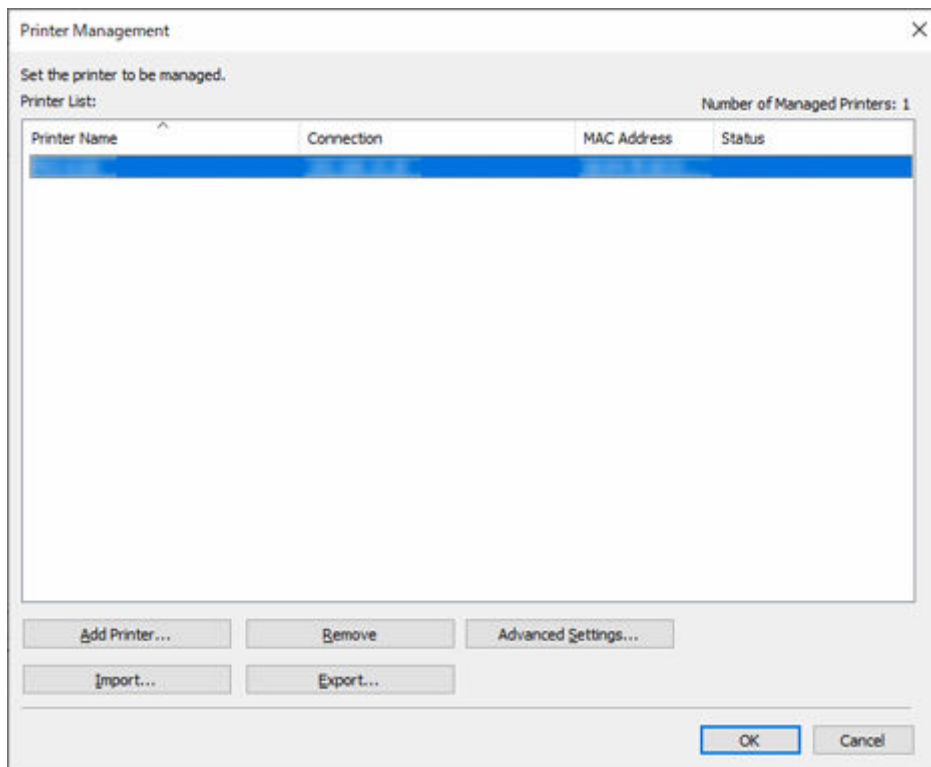 Printer Management
Set the printer to be managed.
Printer List:
Number of Managed Printers: 1
Printer Name Connection MAC Address Status
Add Printer... Remove Advanced Settings...
Import... Export...
OK Cancel